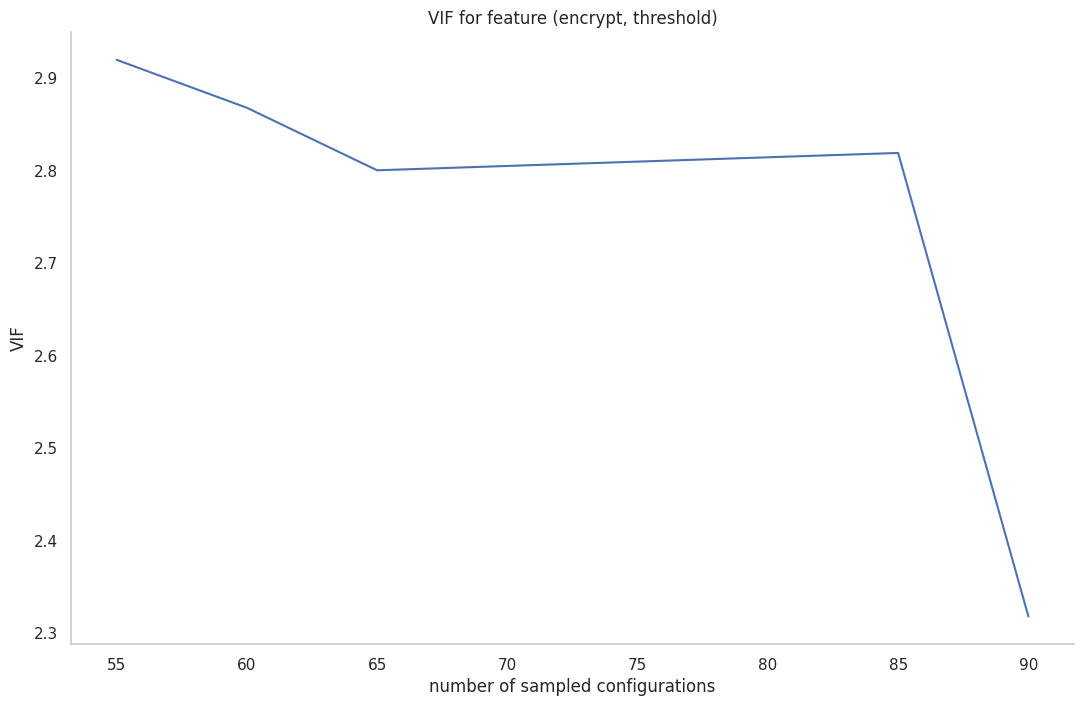 VIF for feature (encrypt, threshold)
2.9
2.8
2.7
2.6
2.5
2.4
2.3
VIF
55 60 65 70 75 80 85 90
number of sampled configurations